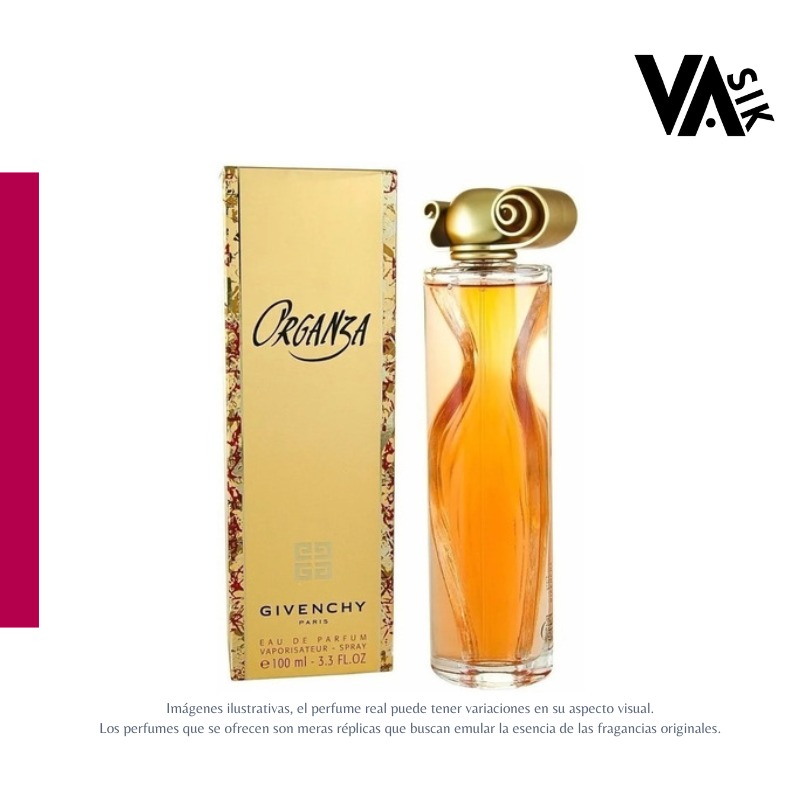 VA
SIK
ORGANZA
GIVENCHY
PARIS
EAU DE PARFUM
VAPORISATEUR - SPRAY
℮ 100 ml - 3.3 FL.OZ
Imágenes ilustrativas, el perfume real puede tener variaciones en su aspecto visual.
Los perfumes que se ofrecen son meras réplicas que buscan emular la esencia de las fragancias originales.